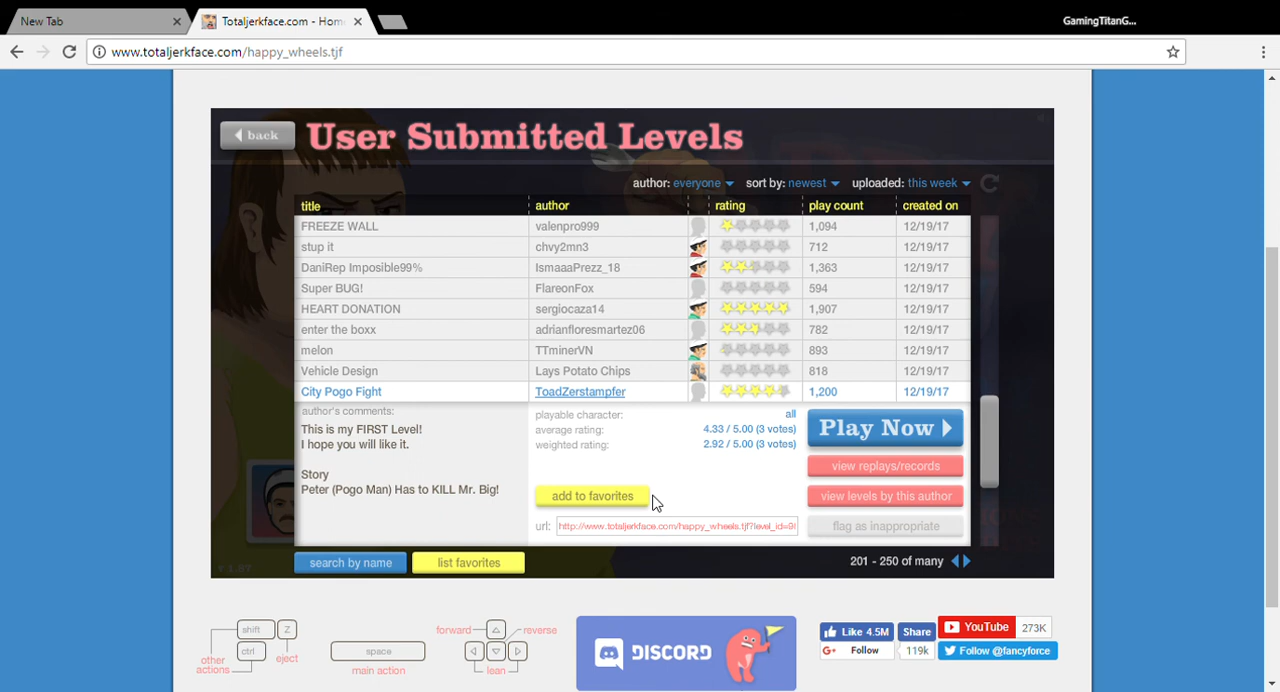 New Tab
Totaljerkface.com - Hom
GamingTitanG...
www.totaljerkface.com/happy_wheels.tjf
back
User Submitted Levels
author: everyone sort by: newest uploaded: this week
title author rating play count created on
FREEZE WALL valenpro999 1,094 12/19/17
stup it chvy2mn3 712 12/19/17
DaniRep Imposible99% IsmaaaPrezz_18 1,363 12/19/17
Super BUG! FlareonFox 594 12/19/17
HEART DONATION sergiocaza14 1,907 12/19/17
enter the boxx adrianfloresmartez06 782 12/19/17
melon TTminerVN 893 12/19/17
Vehicle Design Lays Potato Chips 818 12/19/17
City Pogo Fight ToadZerstampfer 1,200 12/19/17
author's comments:
This is my FIRST Level!
I hope you will like it.
Story
Peter (Pogo Man) Has to KILL Mr. Big!
playable character: all
average rating: 4.33 / 5.00 (3 votes)
weighted rating: 2.92 / 5.00 (3 votes)
add to favorites
url: http://www.totaljerkface.com/happy_wheels.tjf?level_id=9
Play Now
view replays/records
view levels by this author
flag as inappropriate
search by name
list favorites
201 - 250 of many
shift
Z
ctrl
eject
other
actions
space
main action
forward
reverse
lean
DISCORD
Like 4.5M
Share
YouTube 273K
G+ Follow
119k
Follow @fancyforce